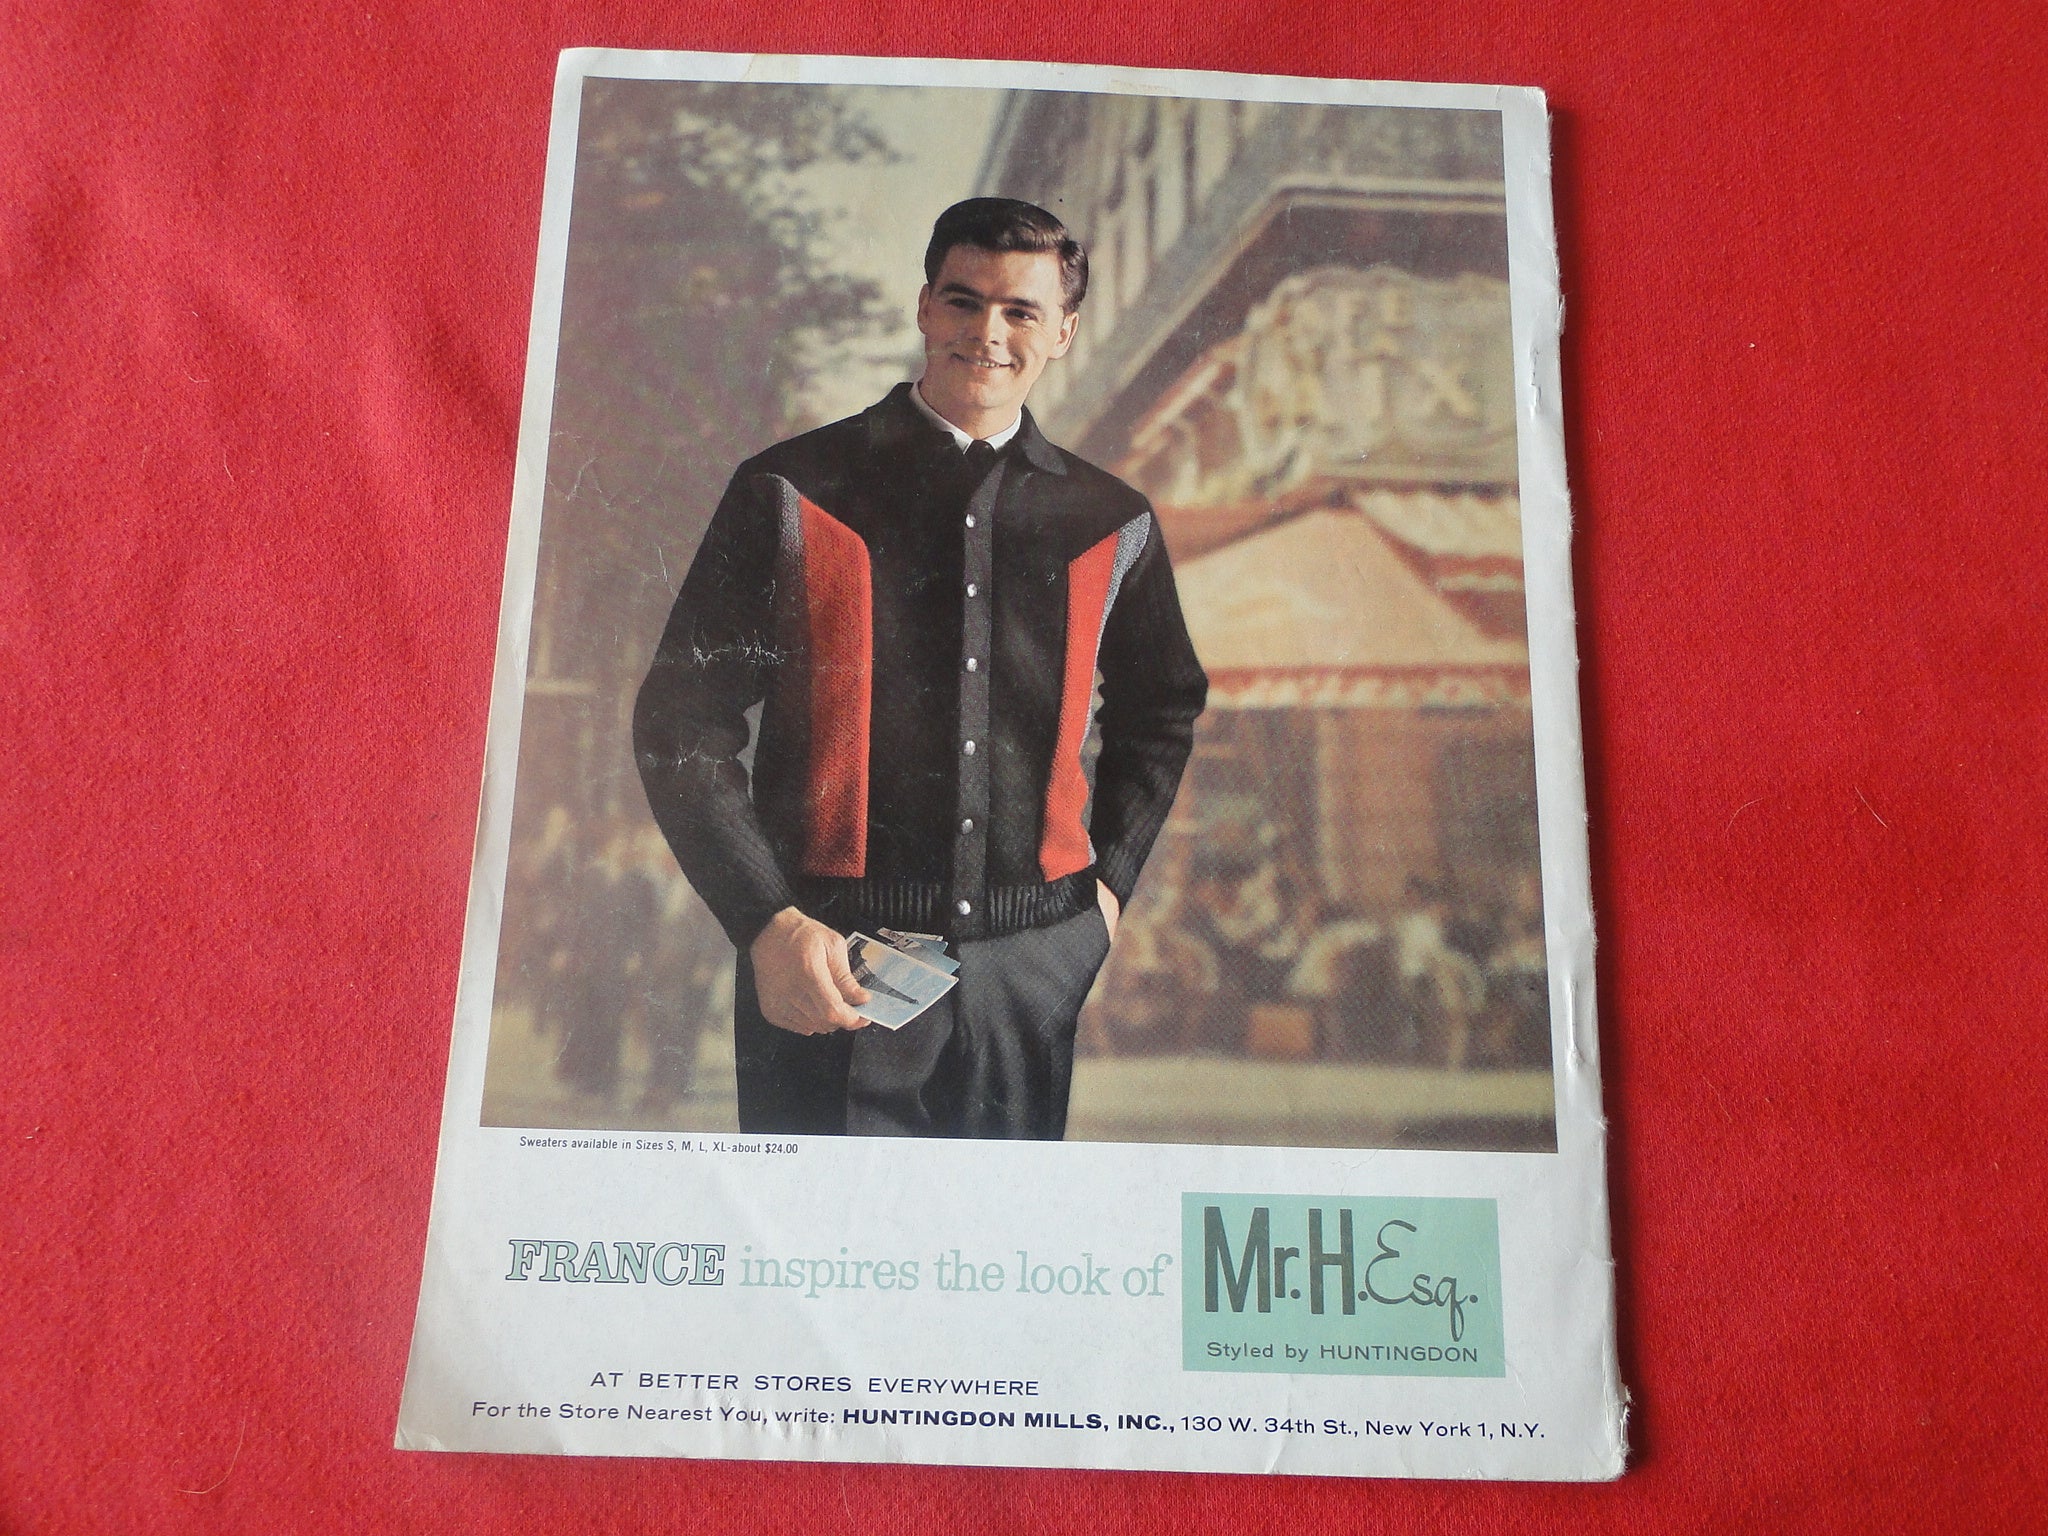 Sweaters available in Sizes S, M, L, XL-about $24.00
FRANCE inspires the look of Mr. H. Esq.
Styled by HUNTINGDON
AT BETTER STORES EVERYWHERE
For the Store Nearest You, write: HUNTINGDON MILLS, INC., 130 W. 34th St., New York 1, N.Y.